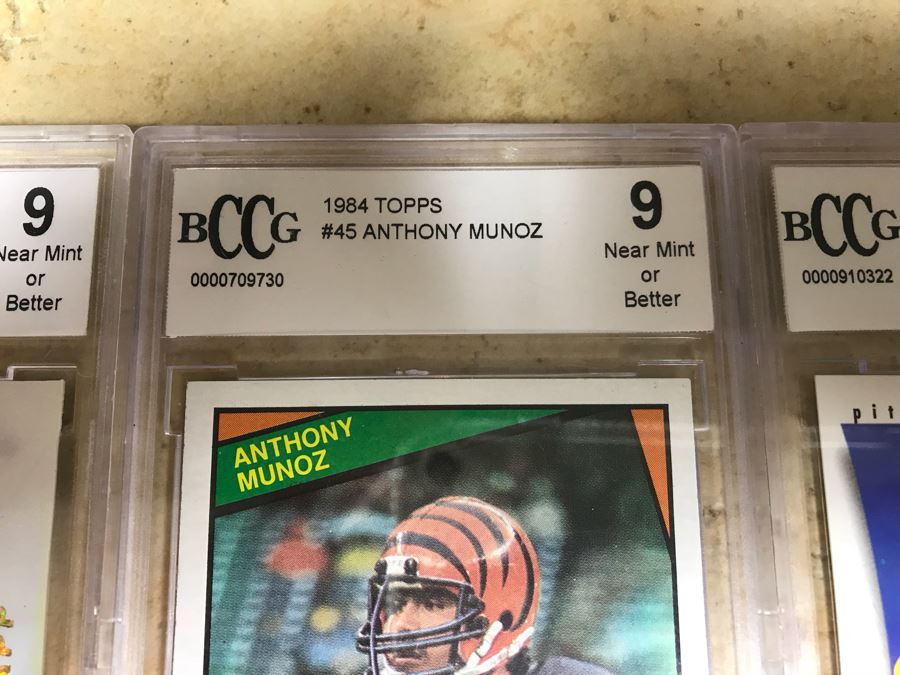 9
Near Mint
or
Better
BCCG
1984 TOPPS
#45 ANTHONY MUNOZ
0000709730
9
Near Mint
or
Better
BCCG
0000910322
ANTHONY
MUNOZ
pit